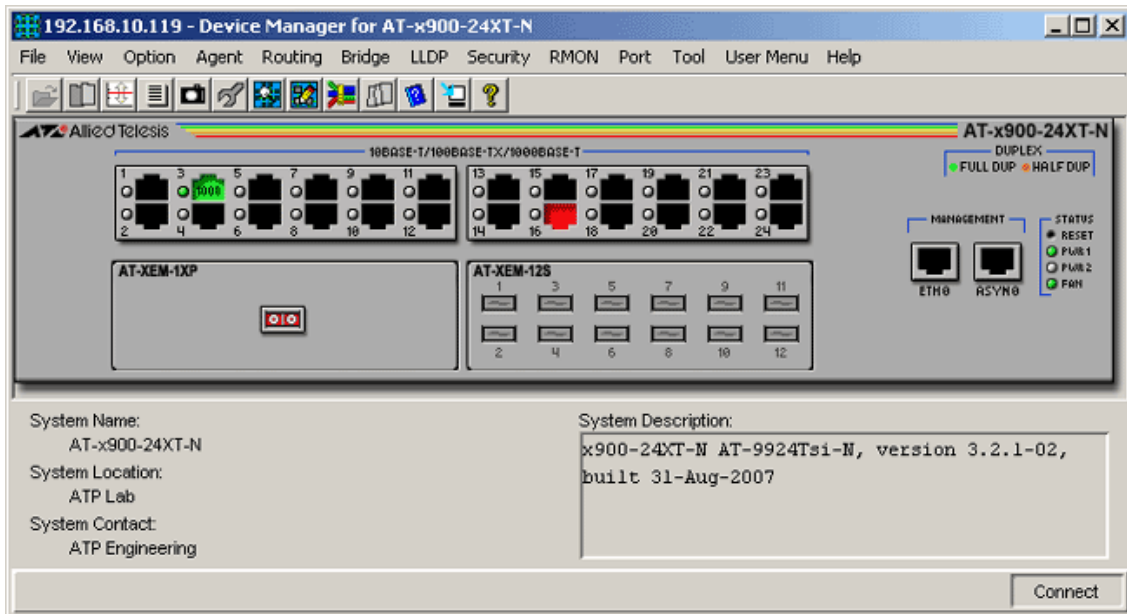 192.168.10.119 - Device Manager for AT-x900-24XT-N
File View Option Agent Routing Bridge LLDP Security RMON Port Tool User Menu Help
Allied Telesis
AT-x900-24XT-N
10BASE-T/100BASE-TX/1000BASE-T
DUPLEX
FULL DUP HALF DUP
1 3 5 7 9 11 13 15 17 19 21 23
1000
2 4 6 8 10 12 14 16 18 20 22 24
MANAGEMENT
ETH0 ASYN0
STATUS
RESET
PWR1
PWR2
FAN
AT-XEM-1XP
AT-XEM-12S
1 3 5 7 9 11
2 4 6 8 10 12
System Name:
AT-x900-24XT-N
System Location:
ATP Lab
System Contact:
ATP Engineering
System Description:
x900-24XT-N AT-9924Tsi-N, version 3.2.1-02,
built 31-Aug-2007
Connect